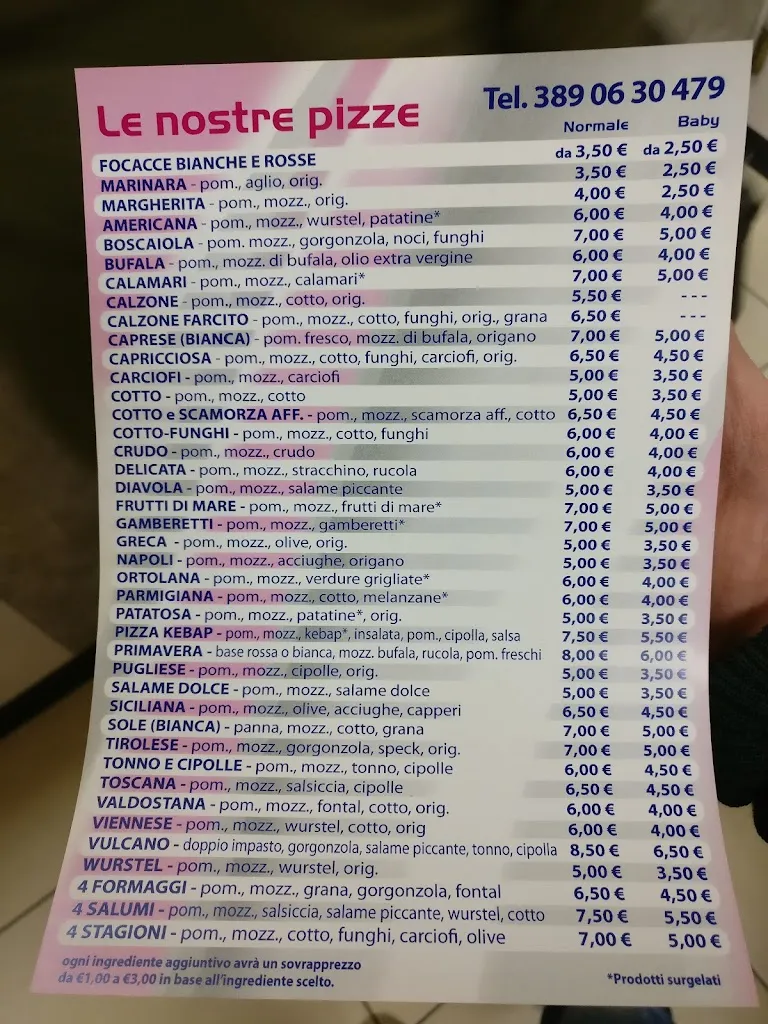 Le nostre pizze
Tel. 389 06 30 479
Normale Baby
FOCACCE BIANCHE E ROSSE da 3,50 € da 2,50 €
MARINARA - pom., aglio, orig. 3,50 € 2,50 €
MARGHERITA - pom., mozz., orig. 4,00 € 2,50 €
AMERICANA - pom., mozz., wurstel, patatine* 6,00 € 4,00 €
BOSCAIOLA - pom. mozz., gorgonzola, noci, funghi 7,00 € 5,00 €
BUFALA - pom., mozz. di bufala, olio extra vergine 6,00 € 4,00 €
CALAMARI - pom., mozz., calamari* 7,00 € 5,00 €
CALZONE - pom., mozz., cotto, orig. 5,50 € ---
CALZONE FARCITO - pom., mozz., cotto, funghi, orig., grana 6,50 € ---
CAPRESE (BIANCA) - pom. fresco, mozz. di bufala, origano 7,00 € 5,00 €
CAPRICCIOSA - pom., mozz., cotto, funghi, carciofi, orig. 6,50 € 4,50 €
CARCIOFI - pom., mozz., carciofi 5,00 € 3,50 €
COTTO - pom., mozz., cotto 5,00 € 3,50 €
COTTO e SCAMORZA AFF. - pom., mozz., scamorza aff., cotto 6,50 € 4,50 €
COTTO-FUNGHI - pom., mozz., cotto, funghi 6,00 € 4,00 €
CRUDO - pom., mozz., crudo 6,00 € 4,00 €
DELICATA - pom., mozz., stracchino, rucola 6,00 € 4,00 €
DIAVOLA - pom., mozz., salame piccante 5,00 € 3,50 €
FRUTTI DI MARE - pom., mozz., frutti di mare* 7,00 € 5,00 €
GAMBERETTI - pom., mozz., gamberetti* 7,00 € 5,00 €
GRECA - pom., mozz., olive, orig. 5,00 € 3,50 €
NAPOLI - pom., mozz., acciughe, origano 5,00 € 3,50 €
ORTOLANA - pom., mozz., verdure grigliate* 6,00 € 4,00 €
PARMIGIANA - pom., mozz., cotto, melanzane* 6,00 € 4,00 €
PATATOSA - pom., mozz., patatine*, orig. 5,00 € 3,50 €
PIZZA KEBAP - pom., mozz., kebap*, insalata, pom., cipolla, salsa 7,50 € 5,50 €
PRIMAVERA - base rossa o bianca, mozz. bufala, rucola, pom. freschi 8,00 € 6,00 €
PUGLIESE - pom., mozz., cipolle, orig. 5,00 € 3,50 €
SALAME DOLCE - pom., mozz., salame dolce 5,00 € 3,50 €
SICILIANA - pom., mozz., olive, acciughe, capperi 6,50 € 4,50 €
SOLE (BIANCA) - panna, mozz., cotto, grana 7,00 € 5,00 €
TIROLESE - pom., mozz., gorgonzola, speck, orig. 7,00 € 5,00 €
TONNO E CIPOLLE - pom., mozz., tonno, cipolle 6,00 € 4,50 €
TOSCANA - pom., mozz., salsiccia, cipolle 6,50 € 4,50 €
VALDOSTANA - pom., mozz., fontal, cotto, orig. 6,00 € 4,00 €
VIENNESE - pom., mozz., wurstel, cotto, orig 6,00 € 4,00 €
VULCANO - doppio impasto, gorgonzola, salame piccante, tonno, cipolla 8,50 € 6,50 €
WURSTEL - pom., mozz., wurstel, orig. 5,00 € 3,50 €
4 FORMAGGI - pom., mozz., grana, gorgonzola, fontal 6,50 € 4,50 €
4 SALUMI - pom., mozz., salsiccia, salame piccante, wurstel, cotto 7,50 € 5,50 €
4 STAGIONI - pom., mozz., cotto, funghi, carciofi, olive 7,00 € 5,00 €
ogni ingrediente aggiuntivo avrà un sovrapprezzo
da €1,00 a €3,00 in base all'ingrediente scelto.
*Prodotti surgelati